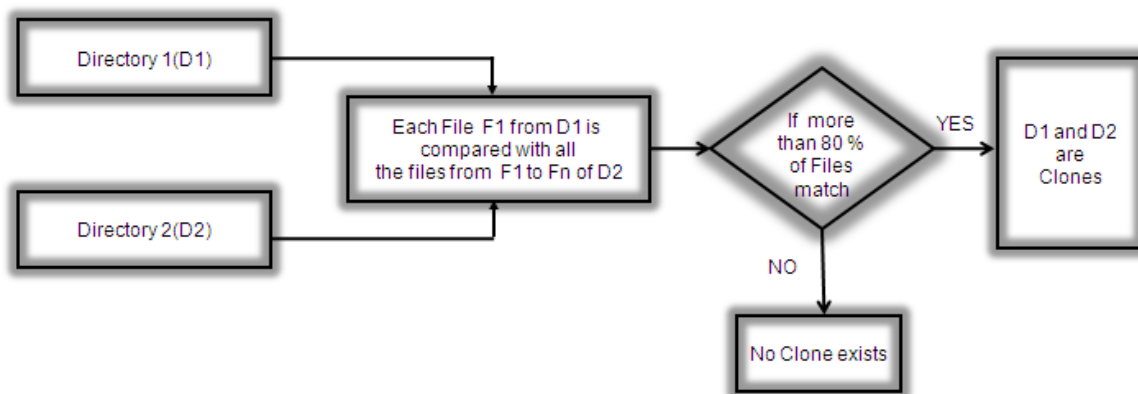 Directory 1(D1)
Each File F1 from D1 is
compared with all
the files from F1 to Fn of D2
Directory 2(D2)
If more
than 80 %
of Files
match
YES
D1 and D2
are
Clones
NO
No Clone exists